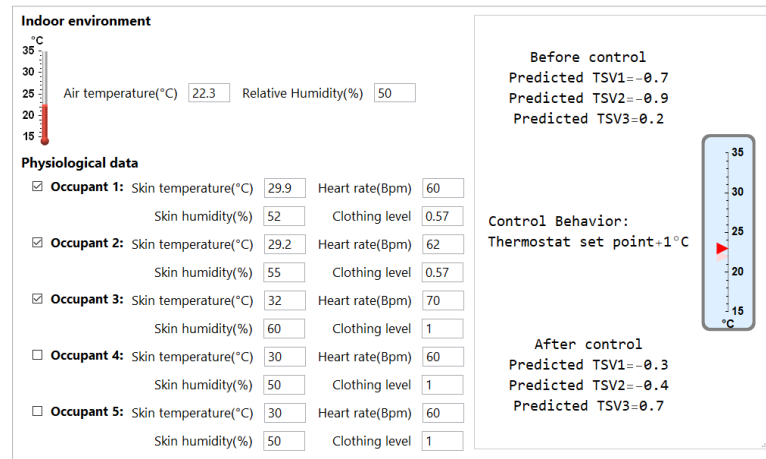 Indoor environment
°C
35
30
25
20
15
Air temperature(°C) 22.3 Relative Humidity(%) 50
Physiological data
Occupant 1: Skin temperature(°C) 29.9 Heart rate(Bpm) 60
Skin humidity(%) 52 Clothing level 0.57
Occupant 2: Skin temperature(°C) 29.2 Heart rate(Bpm) 62
Skin humidity(%) 55 Clothing level 0.57
Occupant 3: Skin temperature(°C) 32 Heart rate(Bpm) 70
Skin humidity(%) 60 Clothing level 1
Occupant 4: Skin temperature(°C) 30 Heart rate(Bpm) 60
Skin humidity(%) 50 Clothing level 1
Occupant 5: Skin temperature(°C) 30 Heart rate(Bpm) 60
Skin humidity(%) 50 Clothing level 1
Before control
Predicted TSV1=-0.7
Predicted TSV2=-0.9
Predicted TSV3=0.2
Control Behavior:
Thermostat set point+1°C
35
30
25
20
15
°C
After control
Predicted TSV1=-0.3
Predicted TSV2=-0.4
Predicted TSV3=0.7